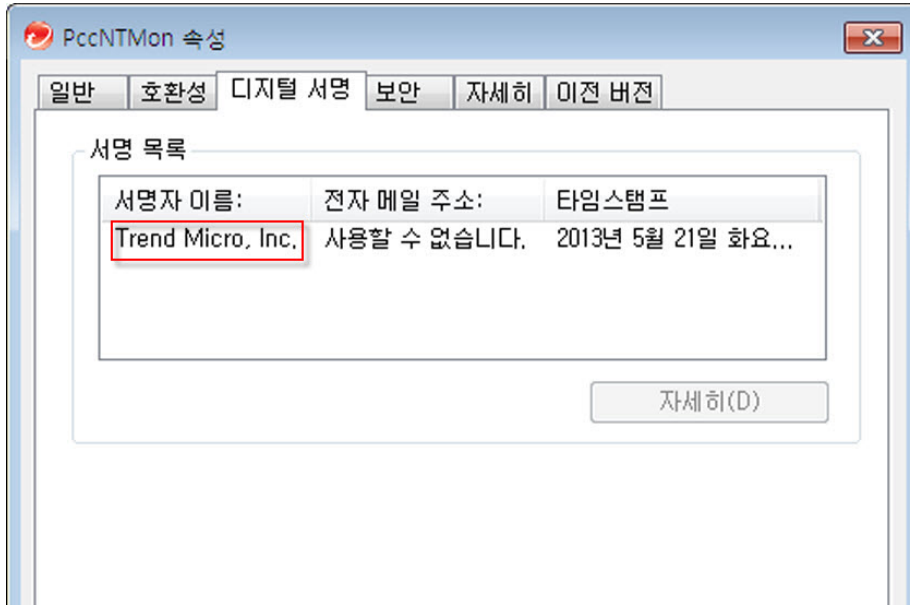 PccNTMon 속성
일반 호환성 디지털 서명 보안 자세히 이전 버전
서명 목록
서명자 이름: 전자 메일 주소: 타임스탬프
Trend Micro, Inc. 사용할 수 없습니다. 2013년 5월 21일 화요...
자세히(D)